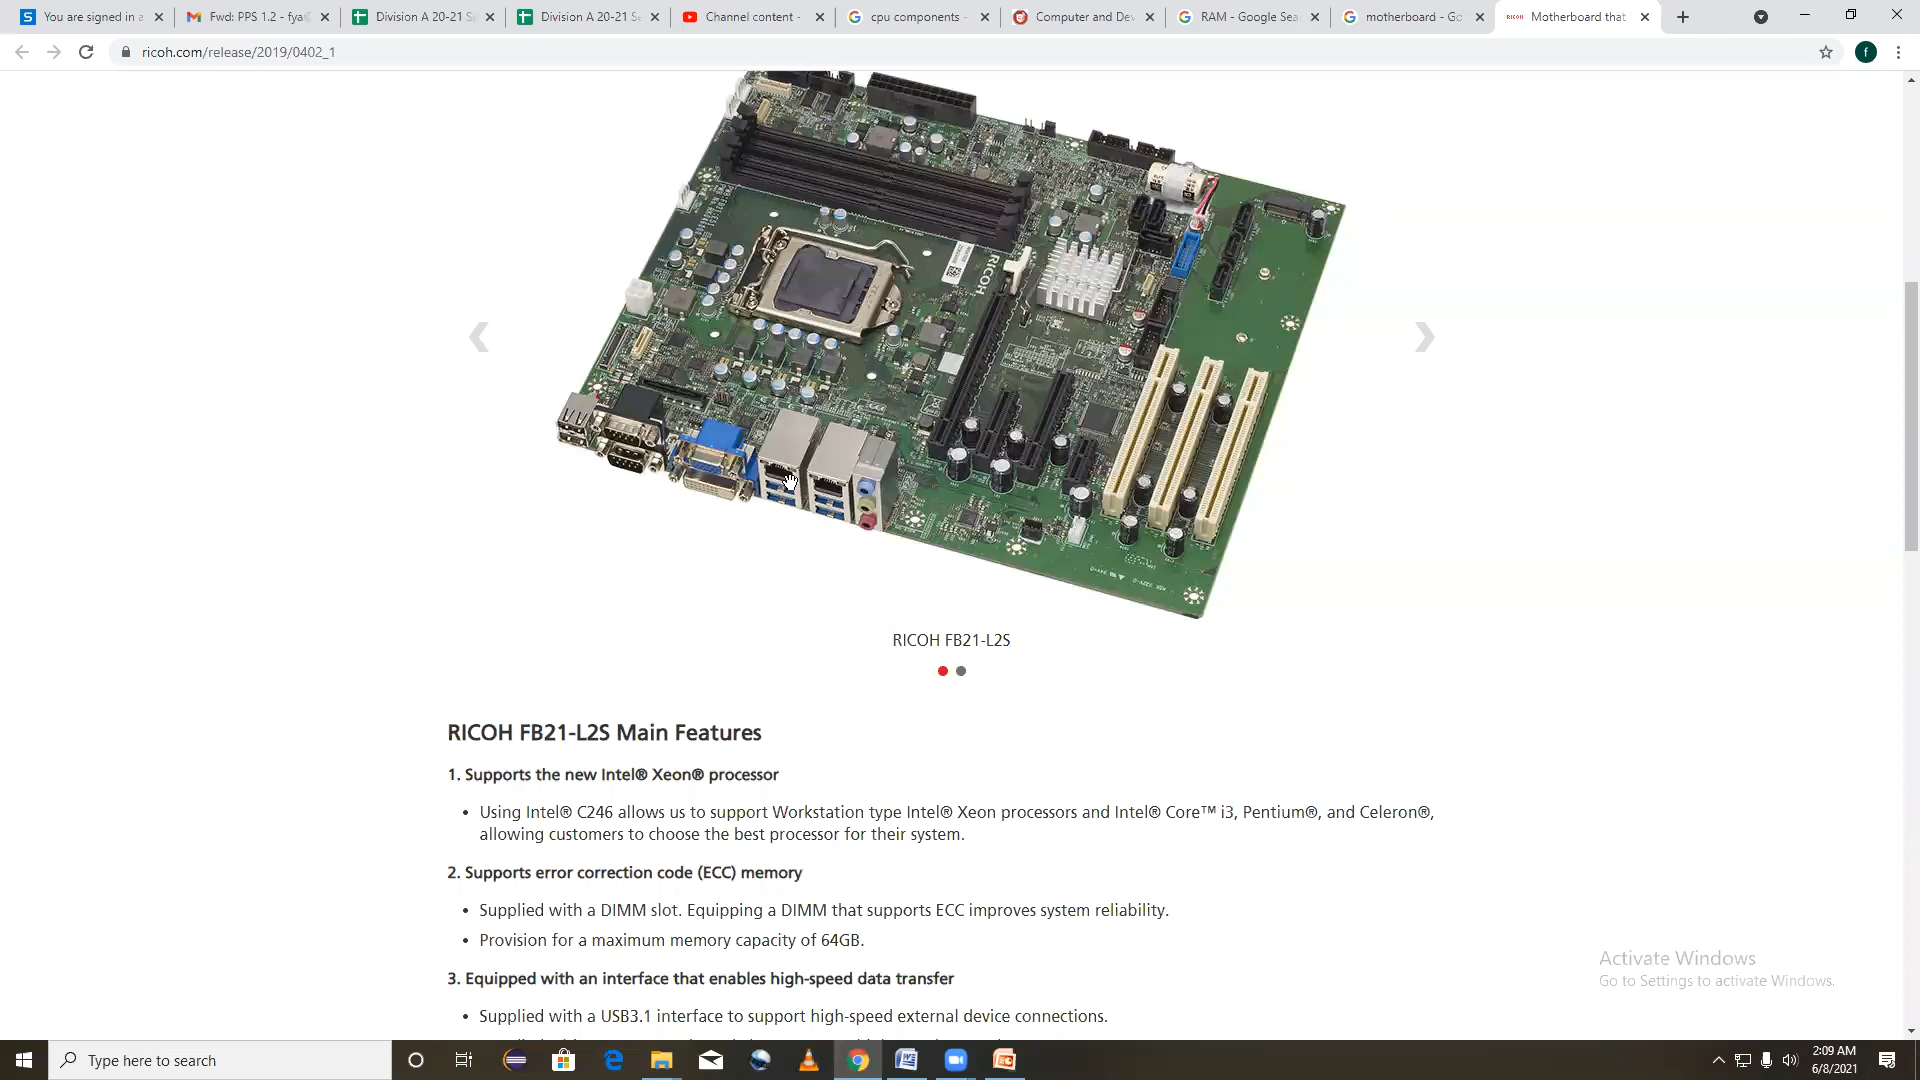 You are signed in a
Fwd: PPS 1.2 - fya@
Division A 20-21 S
Division A 20-21 Se
Channel content -
cpu components -
Computer and De
RAM - Google Sea
motherboard - Go
RICOH
Motherboard that
ricoh.com/release/2019/0402_1
f
RICOH
RICOH FB21-L2S
RICOH FB21-L2S Main Features
1. Supports the new Intel® Xeon® processor
• Using Intel® C246 allows us to support Workstation type Intel® Xeon processors and Intel® Core™ i3, Pentium®, and Celeron®,
allowing customers to choose the best processor for their system.
2. Supports error correction code (ECC) memory
• Supplied with a DIMM slot. Equipping a DIMM that supports ECC improves system reliability.
• Provision for a maximum memory capacity of 64GB.
3. Equipped with an interface that enables high-speed data transfer
• Supplied with a USB3.1 interface to support high-speed external device connections.
Activate Windows
Go to Settings to activate Windows.
Type here to search
2:09 AM
6/8/2021